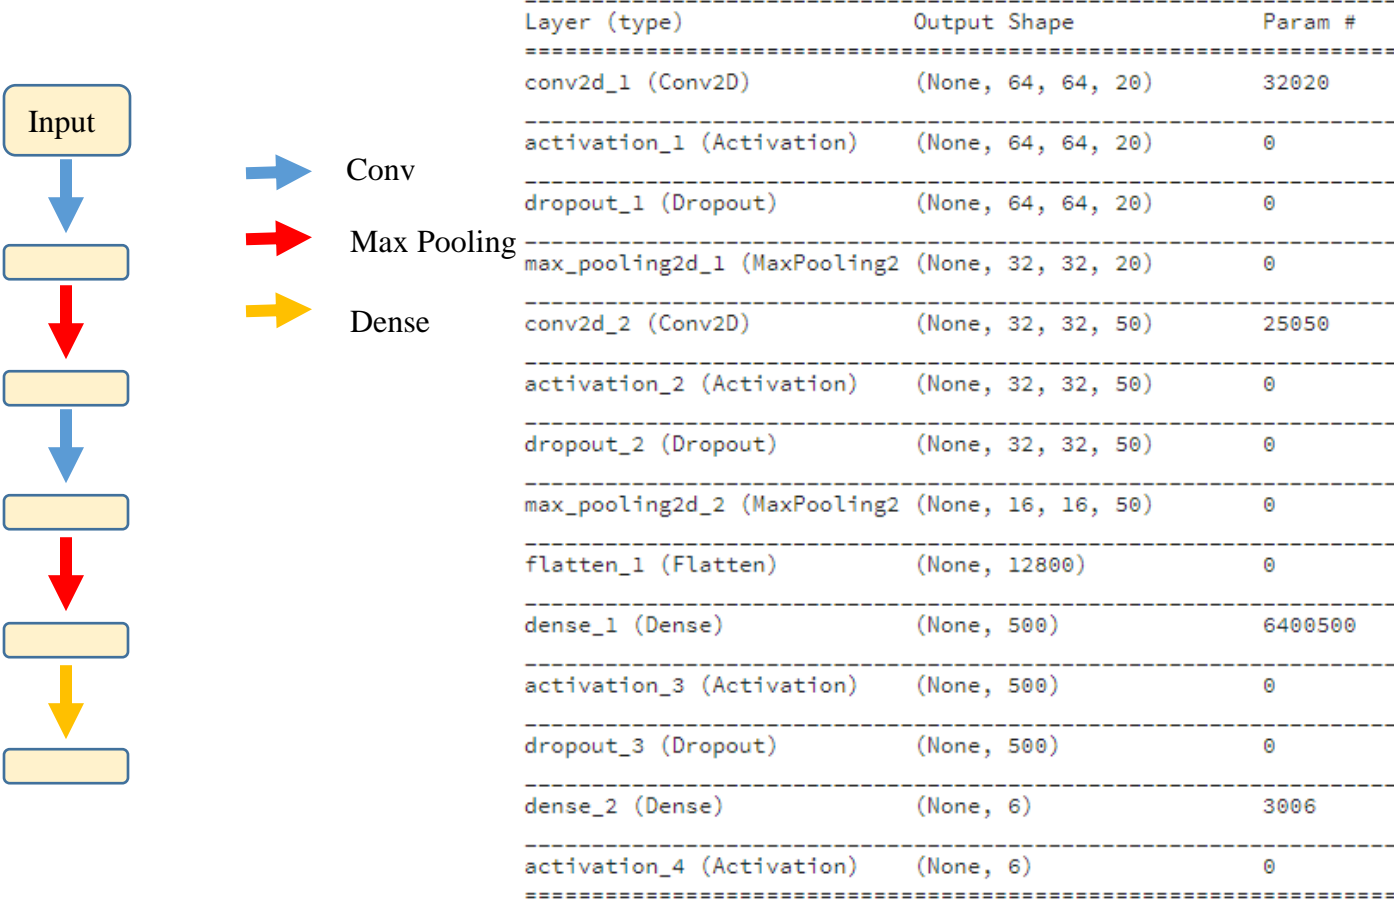 Input
Conv
Max Pooling
Dense
Layer (type) Output Shape Param #
conv2d_1 (Conv2D) (None, 64, 64, 20) 32020
activation_1 (Activation) (None, 64, 64, 20) 0
dropout_1 (Dropout) (None, 64, 64, 20) 0
max_pooling2d_1 (MaxPooling2 (None, 32, 32, 20) 0
conv2d_2 (Conv2D) (None, 32, 32, 50) 25050
activation_2 (Activation) (None, 32, 32, 50) 0
dropout_2 (Dropout) (None, 32, 32, 50) 0
max_pooling2d_2 (MaxPooling2 (None, 16, 16, 50) 0
flatten_1 (Flatten) (None, 12800) 0
dense_1 (Dense) (None, 500) 6400500
activation_3 (Activation) (None, 500) 0
dropout_3 (Dropout) (None, 500) 0
dense_2 (Dense) (None, 6) 3006
activation_4 (Activation) (None, 6) 0